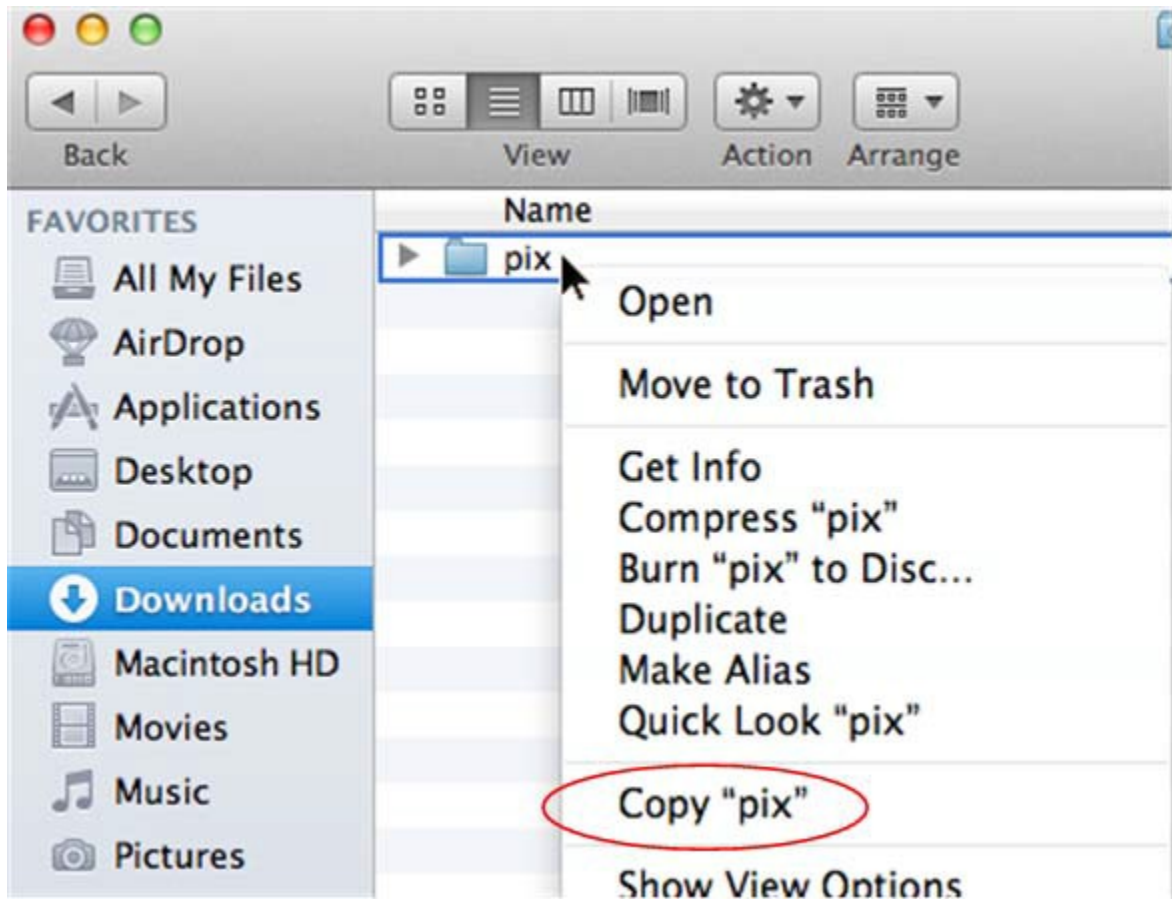 Back
View
Action
Arrange
FAVORITES
All My Files
AirDrop
Applications
Desktop
Documents
Downloads
Macintosh HD
Movies
Music
Pictures
Name
pix
Open
Move to Trash
Get Info
Compress “pix”
Burn “pix” to Disc...
Duplicate
Make Alias
Quick Look “pix”
Copy “pix”
Show View Options